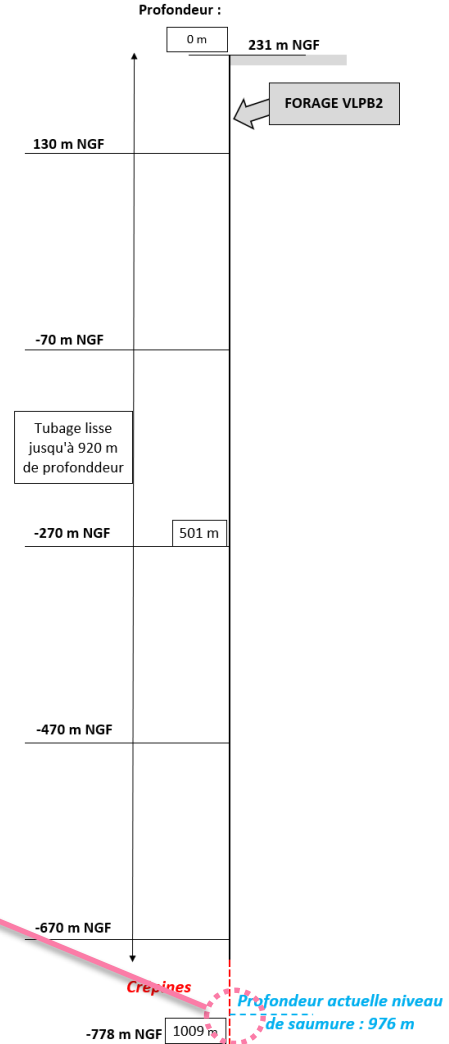 Profondeur :
0 m
231 m NGF
FORAGE VLPB2
130 m NGF
-70 m NGF
Tubage lisse
jusqu'à 920 m
de profonddeur
-270 m NGF
501 m
-470 m NGF
-670 m NGF
Crépines
Profondeur actuelle niveau
de saumure : 976 m
-778 m NGF
1009 m